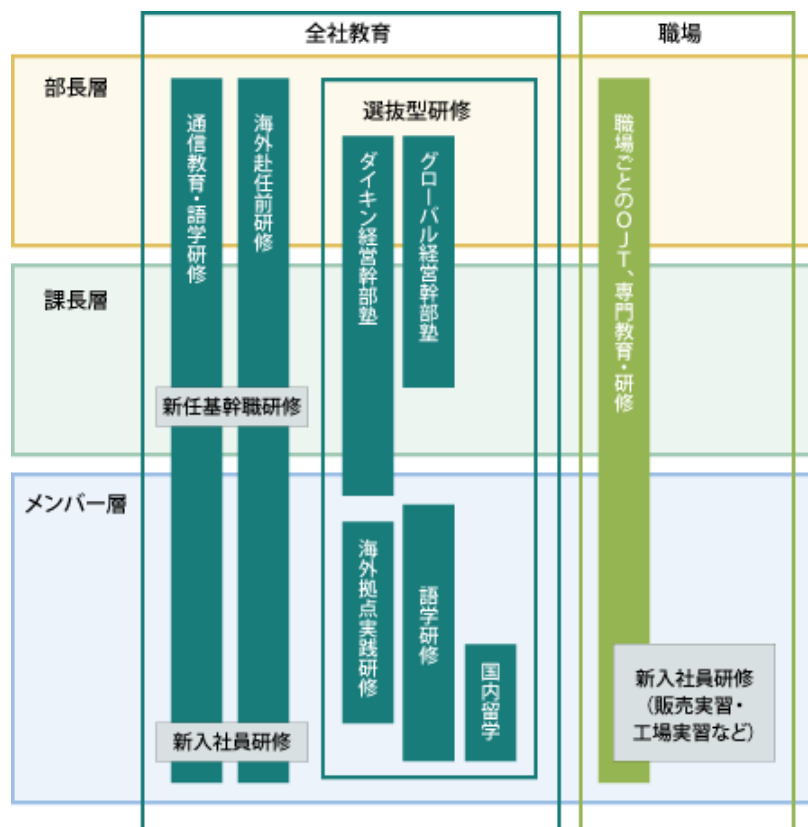 全社教育
職場
部長層
通信教育・語学研修
海外赴任前研修
選抜型研修
ダイキン経営幹部塾
グローバル経営幹部塾
職場ごとのOJT、専門教育・研修
課長層
新任基幹職研修
メンバー層
海外拠点実践研修
語学研修
国内留学
新入社員研修
新入社員研修
（販売実習・
工場実習など）